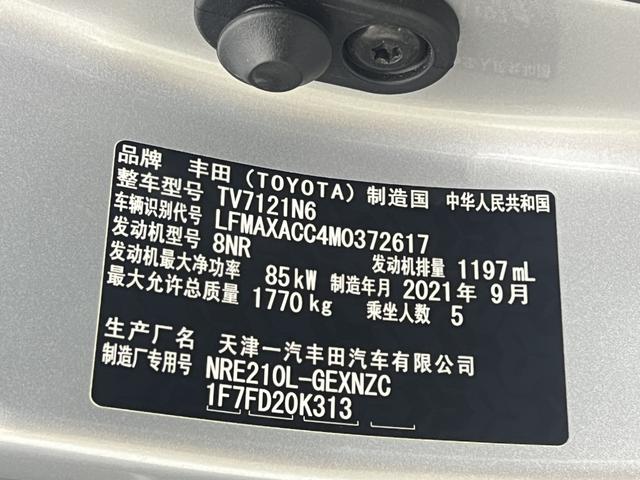 品牌 丰田（TOYOTA）制造国 中华人民共和国
整车型号 TV7121N6
车辆识别代号 LFMAXACC4M0372617
发动机型号 8NR 发动机排量 1197mL
发动机最大净功率 85kW 制造年月 2021年 9月
最大允许总质量 1770kg 乘坐人数 5
生产厂名 天津一汽丰田汽车有限公司
制造厂专用号 NRE210L-GEXNZC
1F7FD20K313